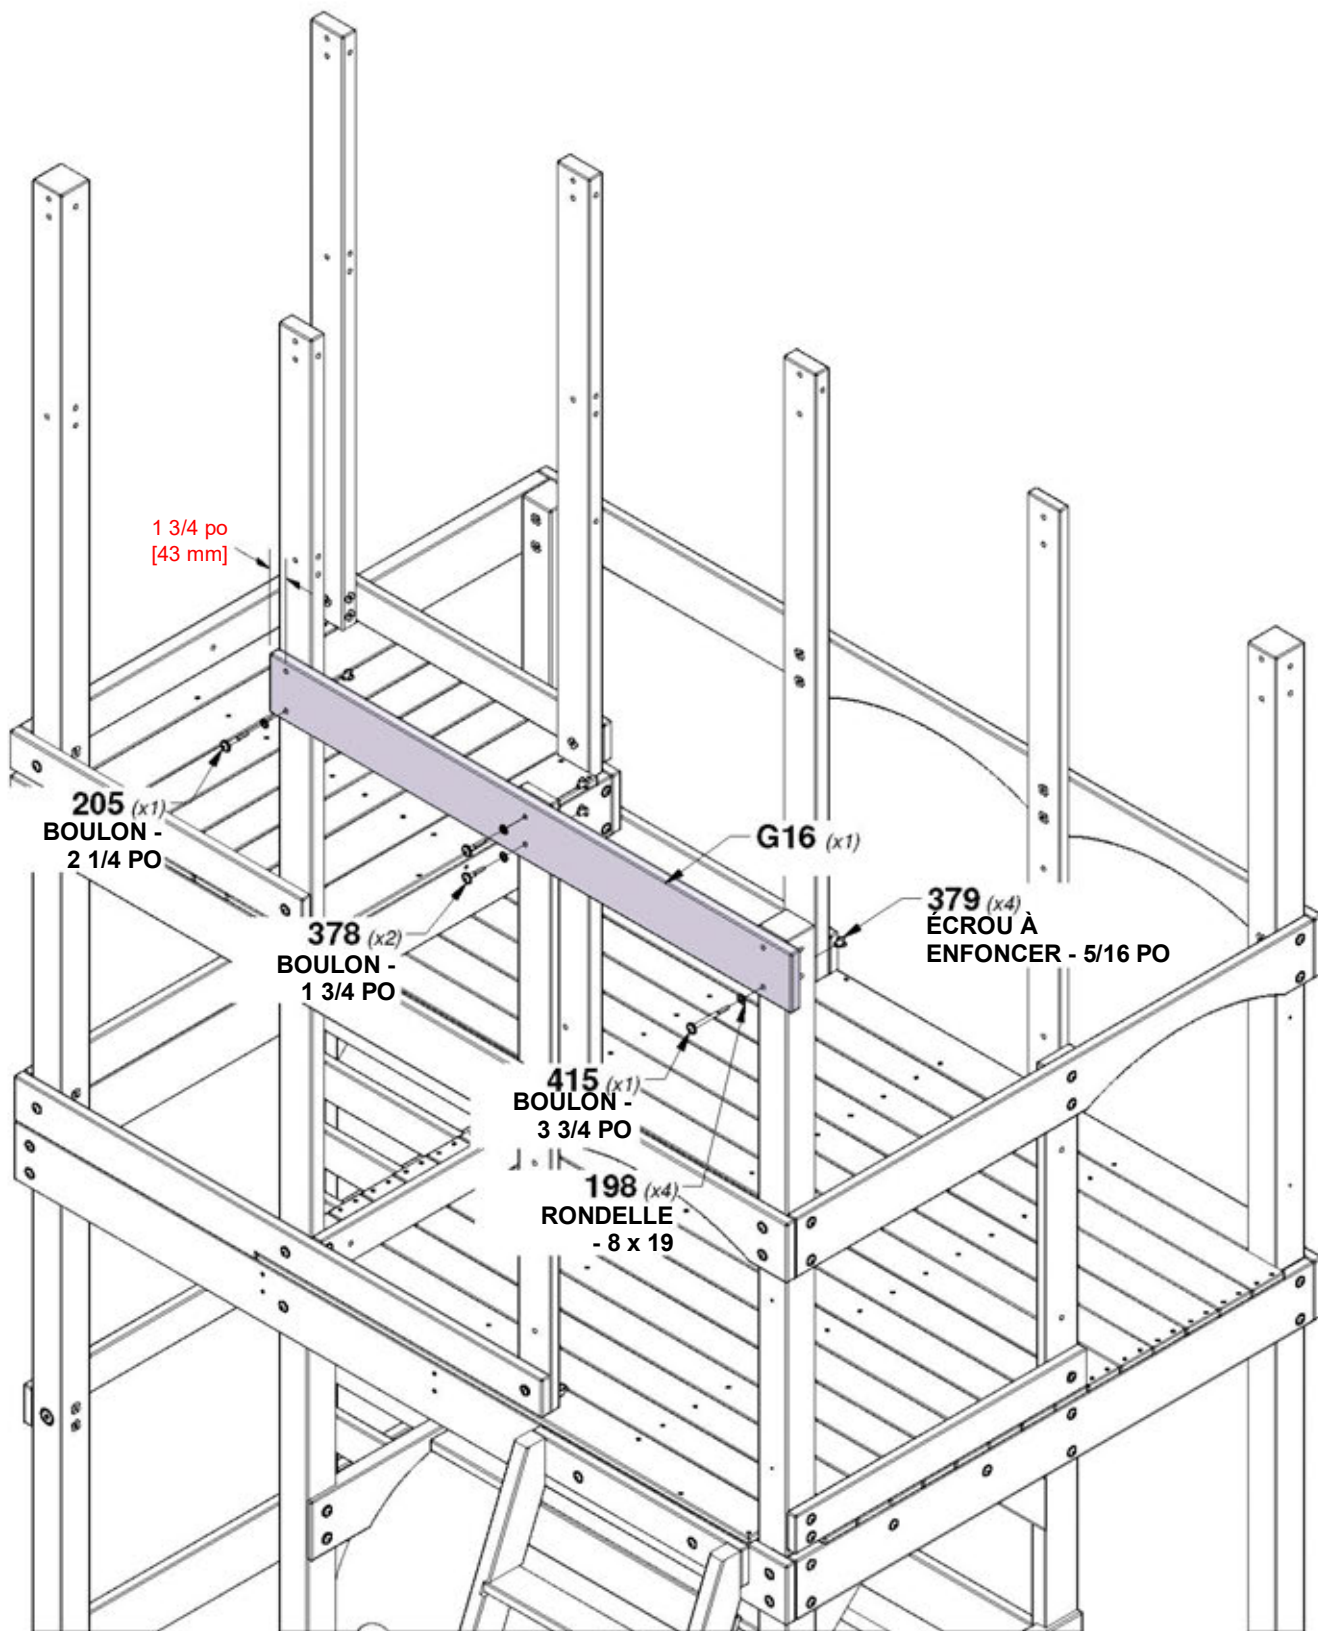 1 3/4 po
[43 mm]
205 (x1)
BOULON -
2 1/4 PO
G16 (x1)
378 (x2)
BOULON -
1 3/4 PO
379 (x4)
ÉCROU À
ENFONCER - 5/16 PO
415 (x1)
BOULON -
3 3/4 PO
198 (x4)
RONDELLE
- 8 x 19